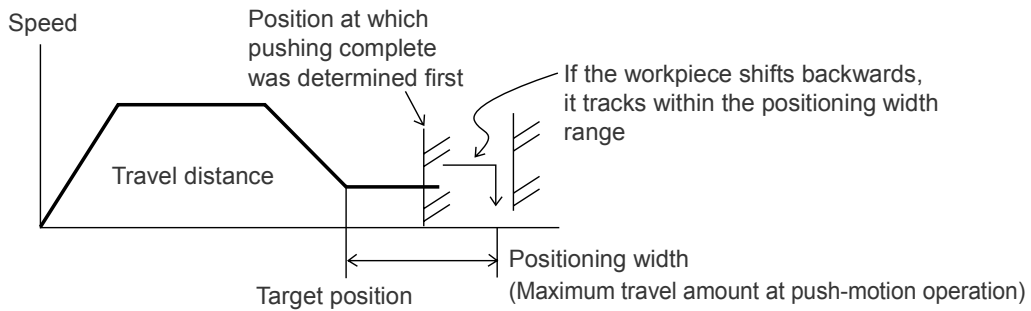 Speed
Position at which
pushing complete
was determined first
If the workpiece shifts backwards,
it tracks within the positioning width
range
Travel distance
Target position
Positioning width
(Maximum travel amount at push-motion operation)